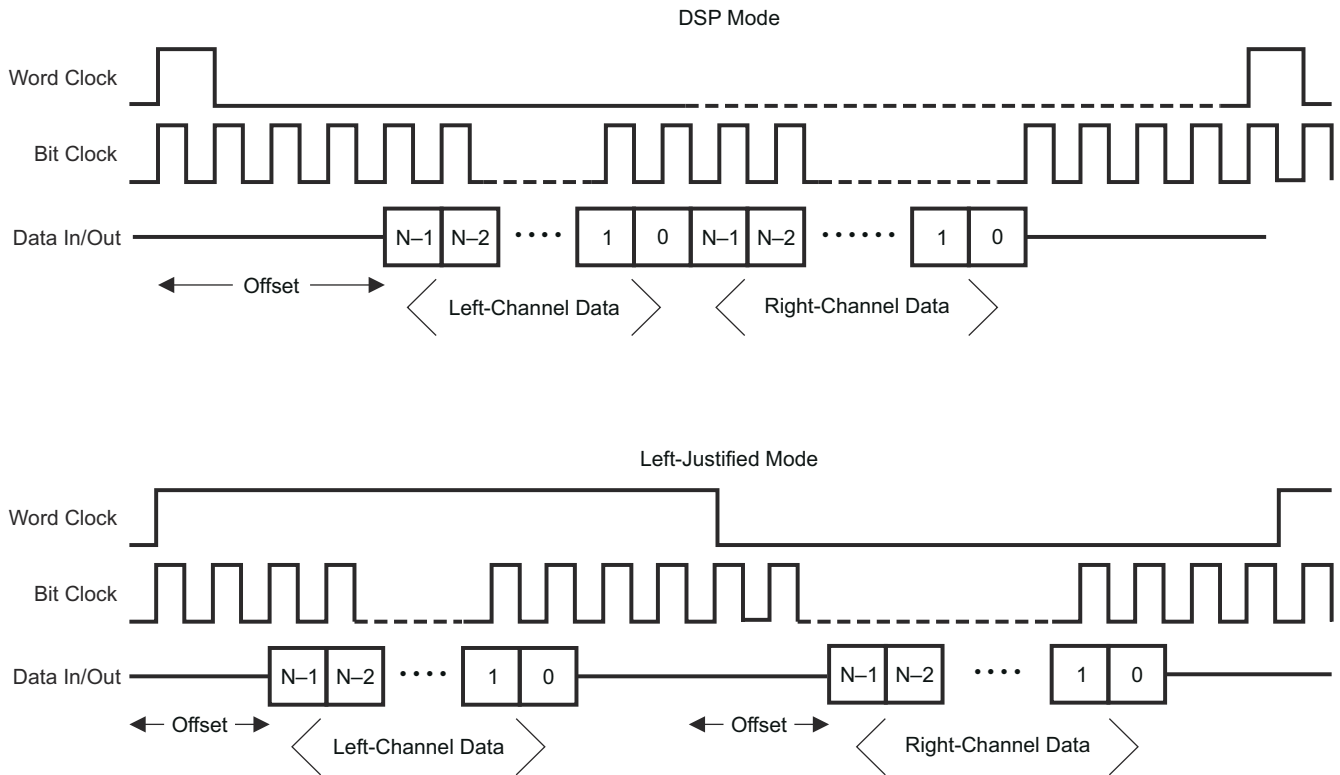 DSP Mode
Word Clock
Bit Clock
Data In/Out
N–1 N–2 •••• 1 0 N–1 N–2 •••••• 1 0
Offset
Left-Channel Data
Right-Channel Data
Left-Justified Mode
Word Clock
Bit Clock
Data In/Out
N–1 N–2 •••• 1 0 N–1 N–2 •••• 1 0
Offset
Offset
Left-Channel Data
Right-Channel Data